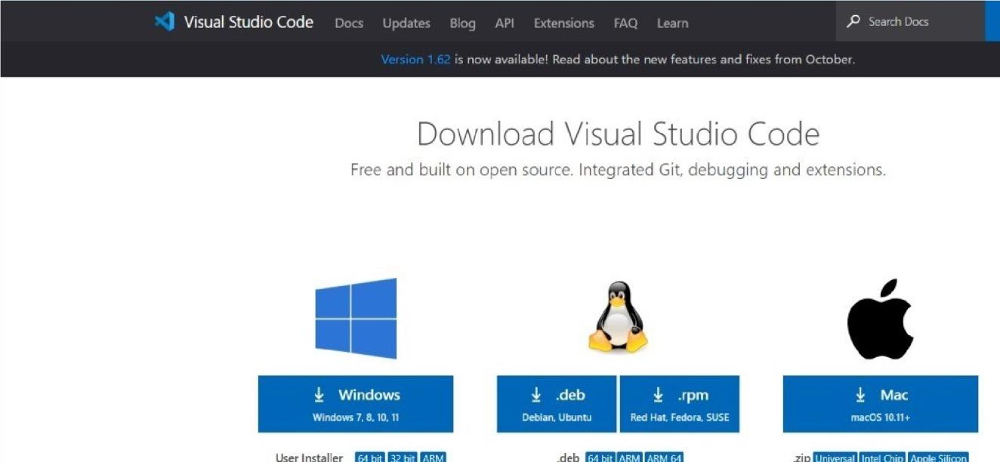 Visual Studio Code Docs Updates Blog API Extensions FAQ Learn Search Docs
Version 1.62 is now available! Read about the new features and fixes from October.
Download Visual Studio Code
Free and built on open source. Integrated Git, debugging and extensions.
Windows
Windows 7, 8, 10, 11
.deb
Debian, Ubuntu
.rpm
Red Hat, Fedora, SUSE
Mac
macOS 10.11+
User Installer 64 bit 32 bit ARM
.deb 64 bit ARM ARM 64
.zip Universal Intel Chip Apple Silicon